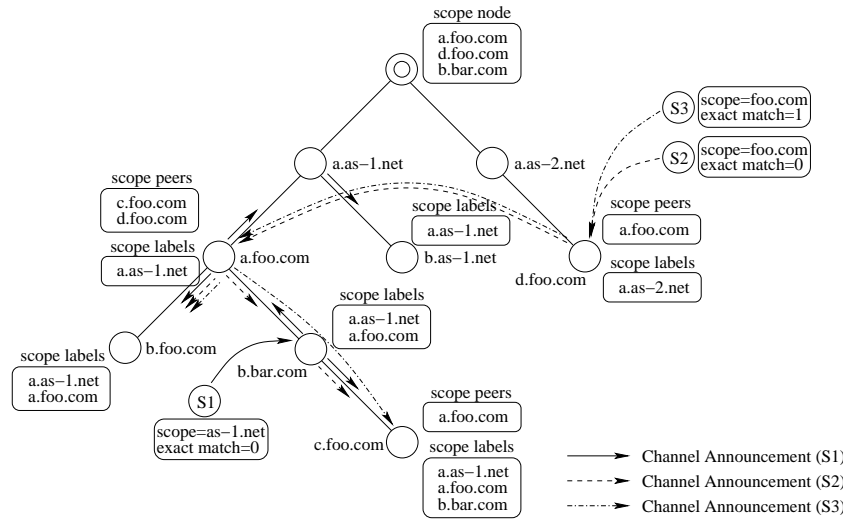 scope node
a.foo.com
d.foo.com
b.bar.com
S3
scope=foo.com
exact match=1
S2
scope=foo.com
exact match=0
a.as−1.net
a.as−2.net
scope peers
c.foo.com
d.foo.com
scope labels
a.as−1.net
b.as−1.net
scope peers
a.foo.com
scope labels
a.as−1.net
a.foo.com
d.foo.com
scope labels
a.as−2.net
scope labels
a.as−1.net
a.foo.com
b.foo.com
scope labels
a.as−1.net
a.foo.com
b.bar.com
S1
scope=as−1.net
exact match=0
scope peers
a.foo.com
c.foo.com
scope labels
a.as−1.net
a.foo.com
b.bar.com
Channel Announcement (S1)
Channel Announcement (S2)
Channel Announcement (S3)